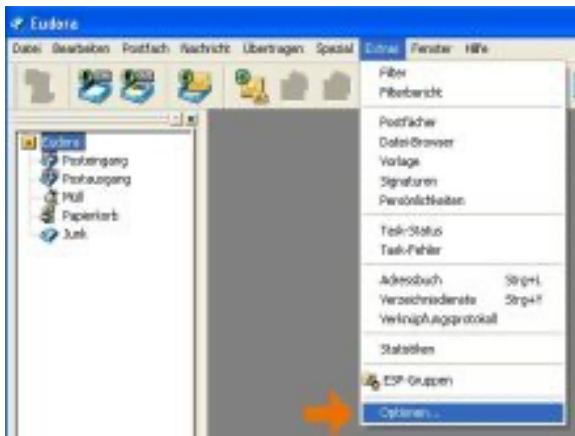 Eudora
Datei Bearbeiten Postfach Nachricht Übertragen Spezial Extras Fenster Hilfe
Filter
Filterbericht
Postfächer
Datei-Browser
Vorlage
Signaturen
Persönlichkeiten
Task-Status
Task-Fehler
Adressbuch Strg+L
Verzeichnisdienste Strg+Y
Verknüpfungsprotokoll
Statistiken
ESP-Gruppen
Optionen...
Eudora
Posteingang
Postausgang
Müll
Papierkorb
Junk